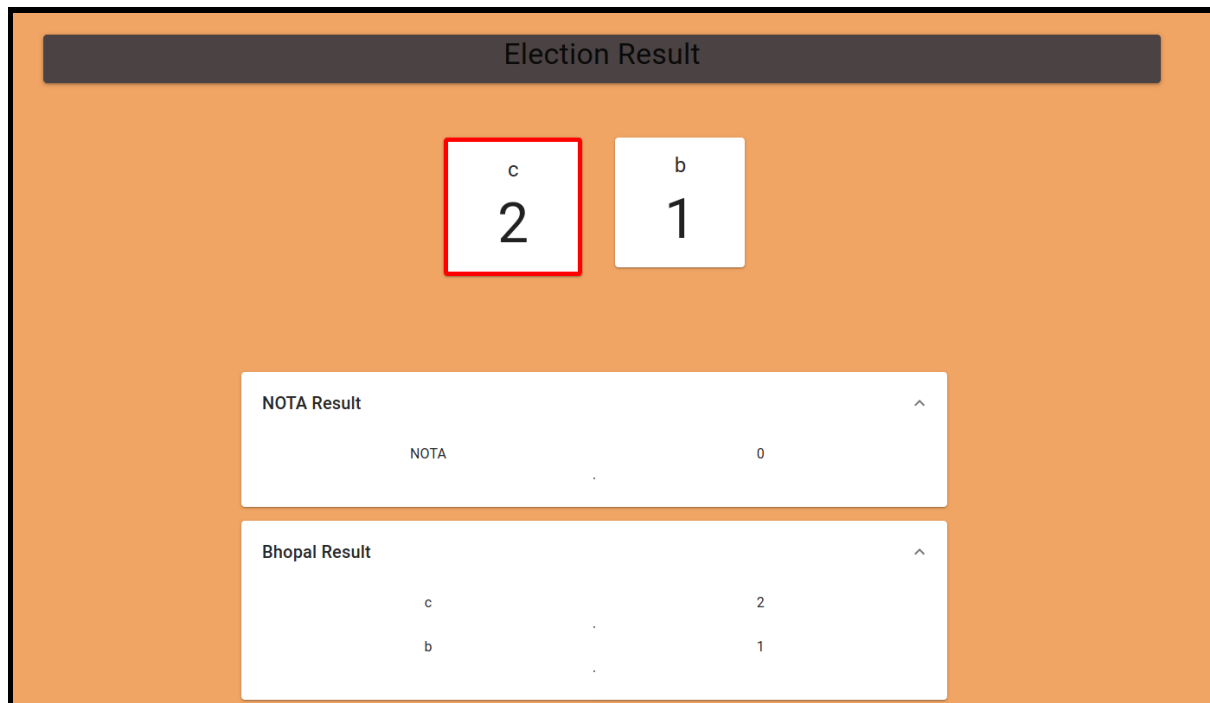 Election Result
c
2
b
1
NOTA Result
NOTA 0
.
Bhopal Result
c 2
.
b 1
.